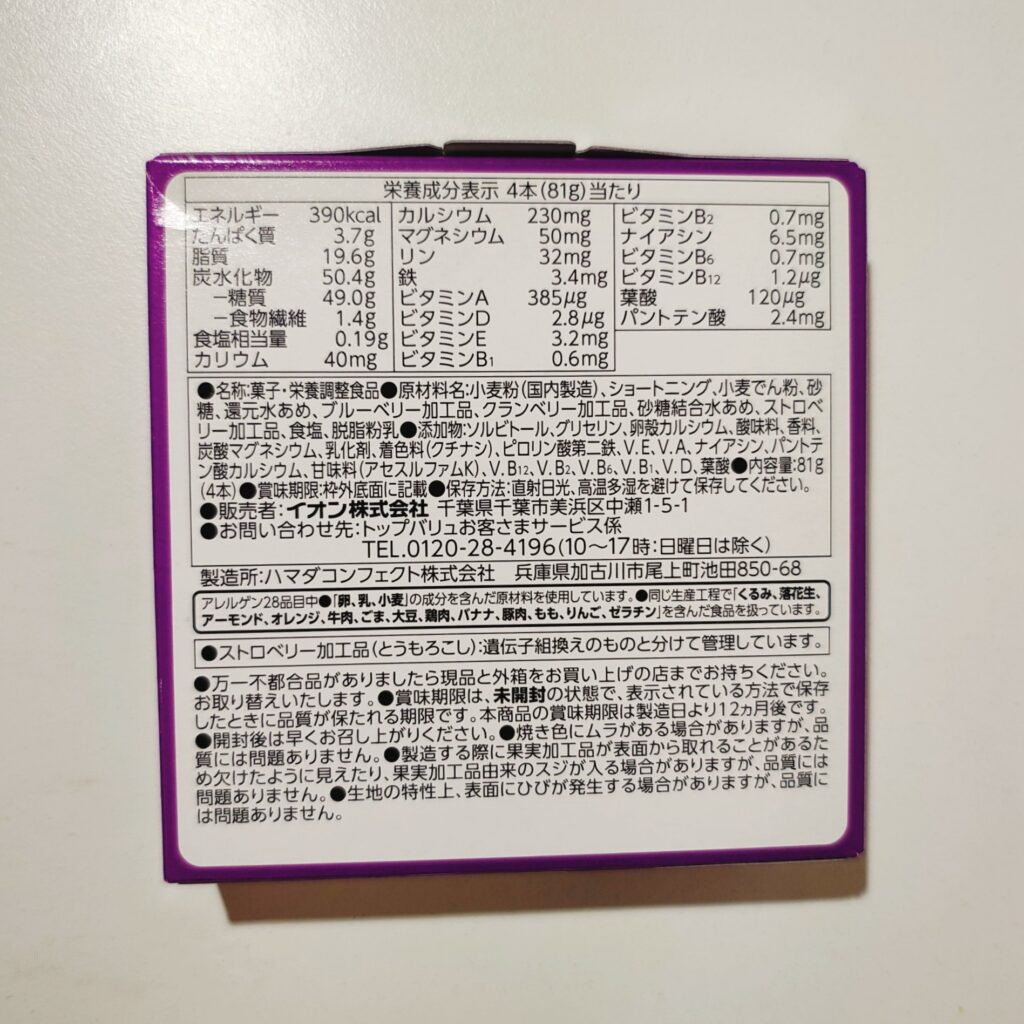 栄養成分表示 4本(81g)当たり
エネルギー 390kcal
たんぱく質 3.7g
脂質 19.6g
炭水化物 50.4g
－糖質 49.0g
－食物繊維 1.4g
食塩相当量 0.19g
カリウム 40mg
カルシウム 230mg
マグネシウム 50mg
リン 32mg
鉄 3.4mg
ビタミンA 385μg
ビタミンD 2.8μg
ビタミンE 3.2mg
ビタミンB1 0.6mg
ビタミンB2 0.7mg
ナイアシン 6.5mg
ビタミンB6 0.7mg
ビタミンB12 1.2μg
葉酸 120μg
パントテン酸 2.4mg
●名称:菓子・栄養調整食品●原材料名:小麦粉(国内製造)、ショートニング、小麦でん粉、砂
糖、還元水あめ、ブルーベリー加工品、クランベリー加工品、砂糖結合水あめ、ストロベ
リー加工品、食塩、脱脂粉乳●添加物:ソルビトール、グリセリン、卵殻カルシウム、酸味料、香料、
炭酸マグネシウム、乳化剤、着色料(クチナシ)、ピロリン酸第二鉄、V.E、V.A、ナイアシン、パントテ
ン酸カルシウム、甘味料(アセスルファムK)、V.B12、V.B2、V.B6、V.B1、V.D、葉酸●内容量:81g
(4本)●賞味期限:枠外底面に記載●保存方法:直射日光、高温多湿を避けて保存してください。
●販売者:イオン株式会社 千葉県千葉市美浜区中瀬1-5-1
●お問い合わせ先:トップバリュお客さまサービス係
TEL.0120-28-4196(10～17時:日曜日は除く)
製造所:ハマダコンフェクト株式会社 兵庫県加古川市尾上町池田850-68
アレルゲン28品目中●「卵、乳、小麦」の成分を含んだ原材料を使用しています。●同じ生産工程で「くるみ、落花生、
アーモンド、オレンジ、牛肉、ごま、大豆、鶏肉、バナナ、豚肉、もも、りんご、ゼラチン」を含んだ食品を扱っています。
●ストロベリー加工品(とうもろこし):遺伝子組換えのものと分けて管理しています。
●万一不都合品がありましたら現品と外箱をお買い上げの店までお持ちください。
お取り替えいたします。●賞味期限は、未開封の状態で、表示されている方法で保存
したときに品質が保たれる期限です。本商品の賞味期限は製造日より12ヵ月後です。
●開封後は早くお召し上がりください。●焼き色にムラがある場合がありますが、品
質には問題ありません。●製造する際に果実加工品が表面から取れることがあるた
め欠けたように見えたり、果実加工品由来のスジが入る場合がありますが、品質には
問題ありません。●生地の特性上、表面にひびが発生する場合がありますが、品質に
は問題ありません。